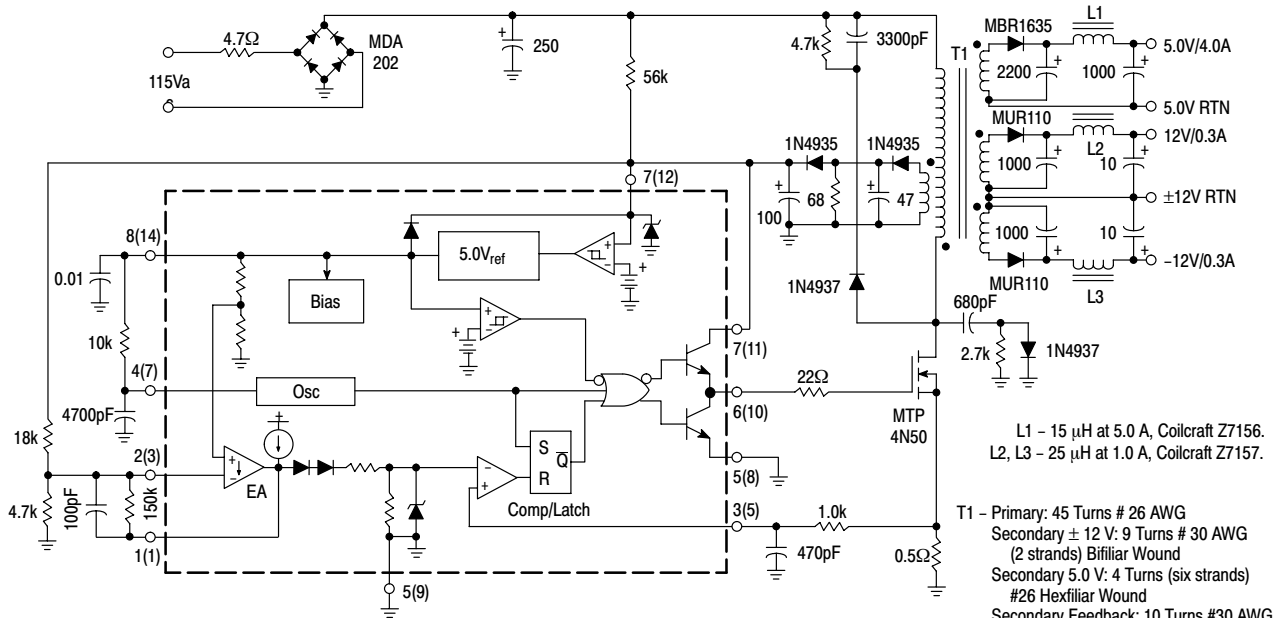 4.7Ω
MDA
202
115Va
250
56k
4.7k
3300pF
T1
MBR1635
L1
5.0V/4.0A
2200
1000
5.0V RTN
MUR110
12V/0.3A
L2
1000
10
±12V RTN
1000
10
–12V/0.3A
MUR110
L3
1N4935
1N4935
7(12)
100
68
47
8(14)
0.01
5.0Vref
Bias
1N4937
680pF
2.7k
1N4937
10k
4(7)
Osc
7(11)
22Ω
6(10)
MTP
4N50
4700pF
18k
S
Q
R
5(8)
2(3)
EA
Comp/Latch
4.7k
100pF
150k
1(1)
3(5)
1.0k
470pF
0.5Ω
5(9)
L1 – 15 μH at 5.0 A, Coilcraft Z7156.
L2, L3 – 25 μH at 1.0 A, Coilcraft Z7157.
T1 – Primary: 45 Turns # 26 AWG
Secondary ± 12 V: 9 Turns # 30 AWG
(2 strands) Bifiliar Wound
Secondary 5.0 V: 4 Turns (six strands)
#26 Hexfiliar Wound
Secondary Feedback: 10 Turns #30 AWG